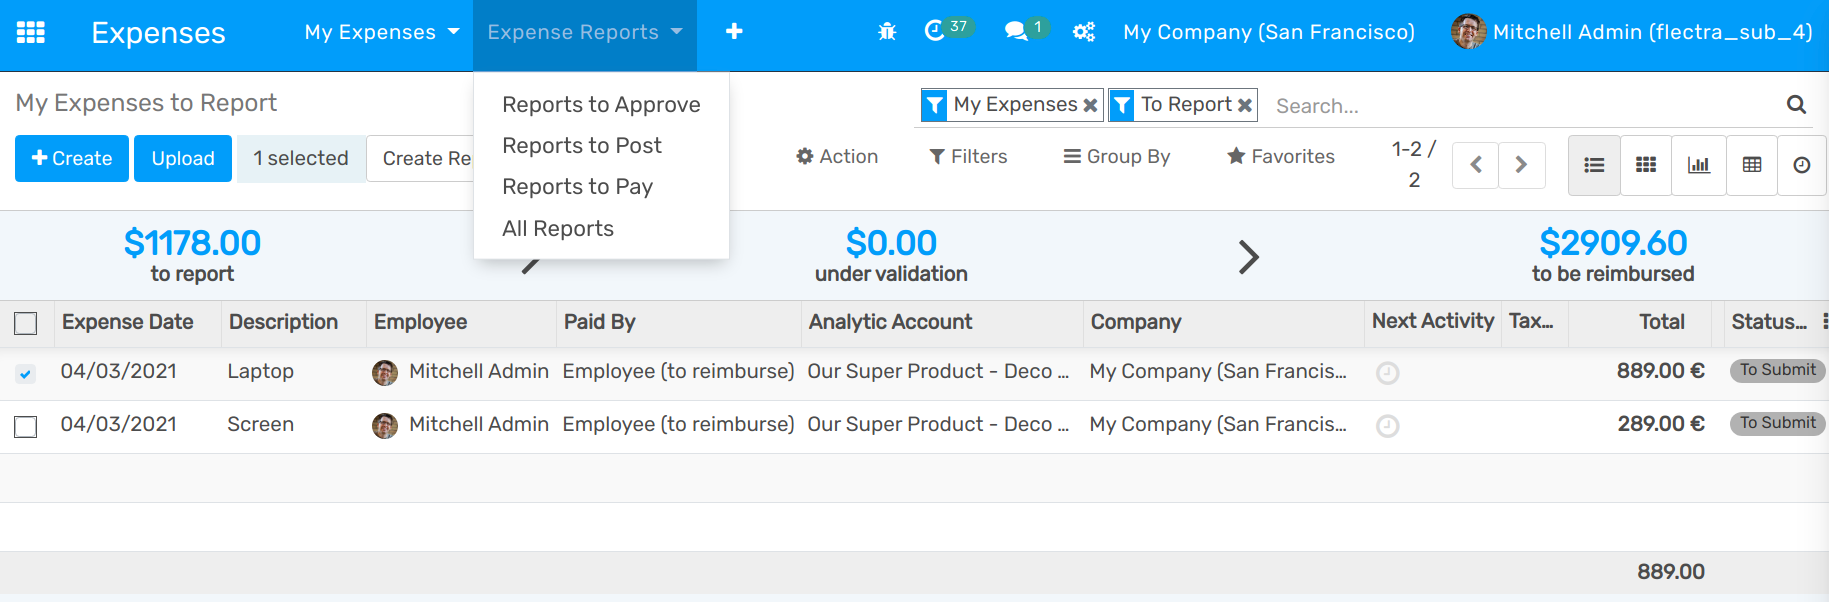 Expenses My Expenses Expense Reports 37 1 My Company (San Francisco) Mitchell Admin (flectra_sub_4)
My Expenses to Report
Reports to Approve
Reports to Post
Reports to Pay
All Reports
My Expenses To Report Search...
Create Upload 1 selected Create Re
Action Filters Group By Favorites 1-2 /
2
$1178.00 $0.00 $2909.60
to report under validation to be reimbursed
Expense Date Description Employee Paid By Analytic Account Company Next Activity Tax... Total Status...
04/03/2021 Laptop Mitchell Admin Employee (to reimburse) Our Super Product - Deco ... My Company (San Francis... 889.00 € To Submit
04/03/2021 Screen Mitchell Admin Employee (to reimburse) Our Super Product - Deco ... My Company (San Francis... 289.00 € To Submit
889.00